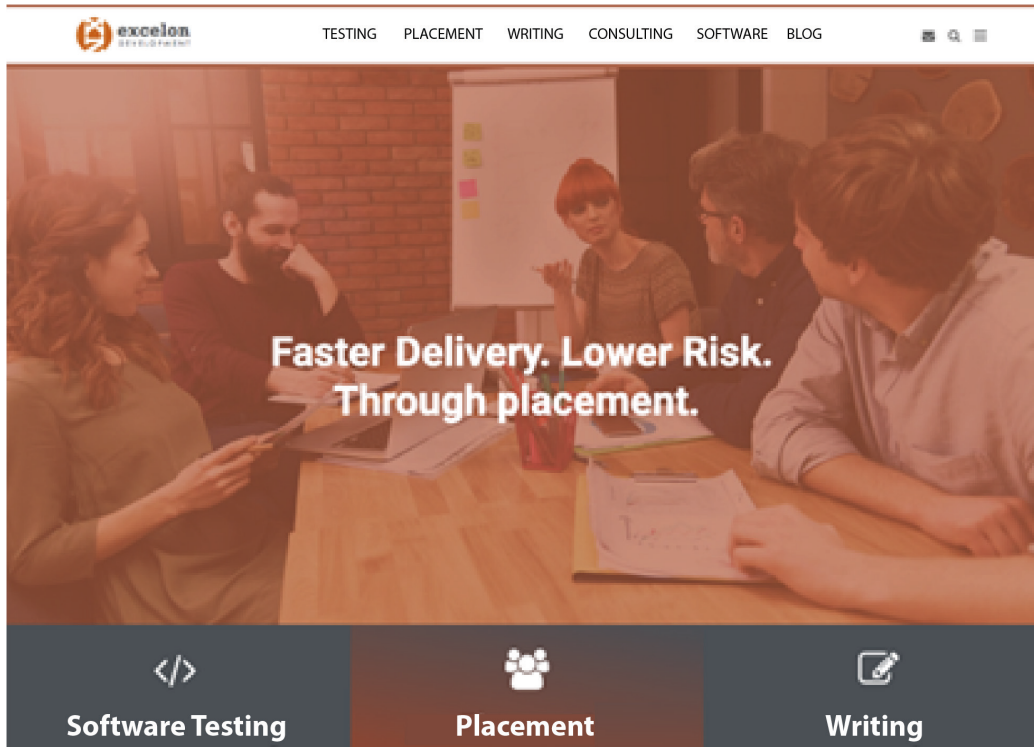 excelon
DEVELOPMENT
TESTING PLACEMENT WRITING CONSULTING SOFTWARE BLOG
Faster Delivery. Lower Risk.
Through placement.
Software Testing
Placement
Writing